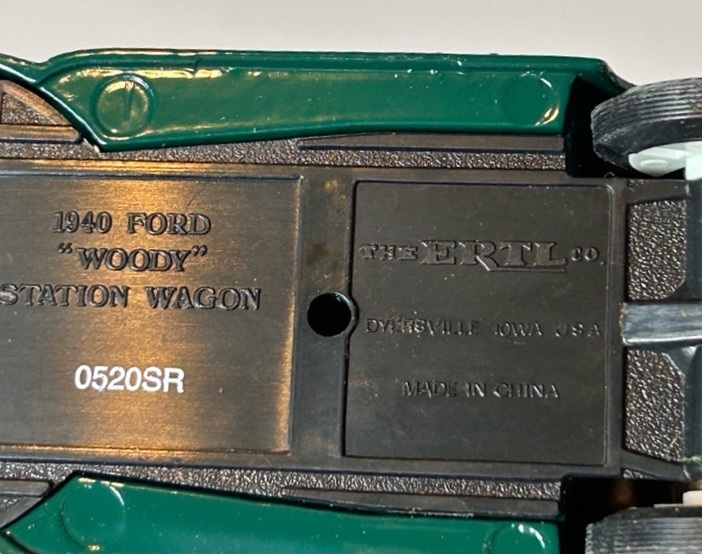 1940 FORD
"WOODY"
STATION WAGON
0520SR
THE ERTL CO.
DYERSVILLE IOWA USA
MADE IN CHINA